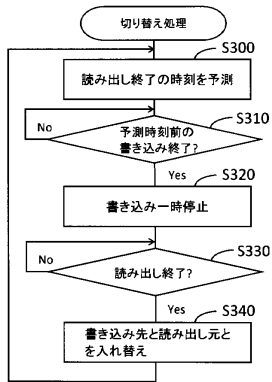 切り替え処理
S300
読み出し終了の時刻を予測
S310
予測時刻前の
書き込み終了?
No
Yes
S320
書き込み一時停止
S330
読み出し終了?
No
Yes
S340
書き込み先と読み出し元と
を入れ替え